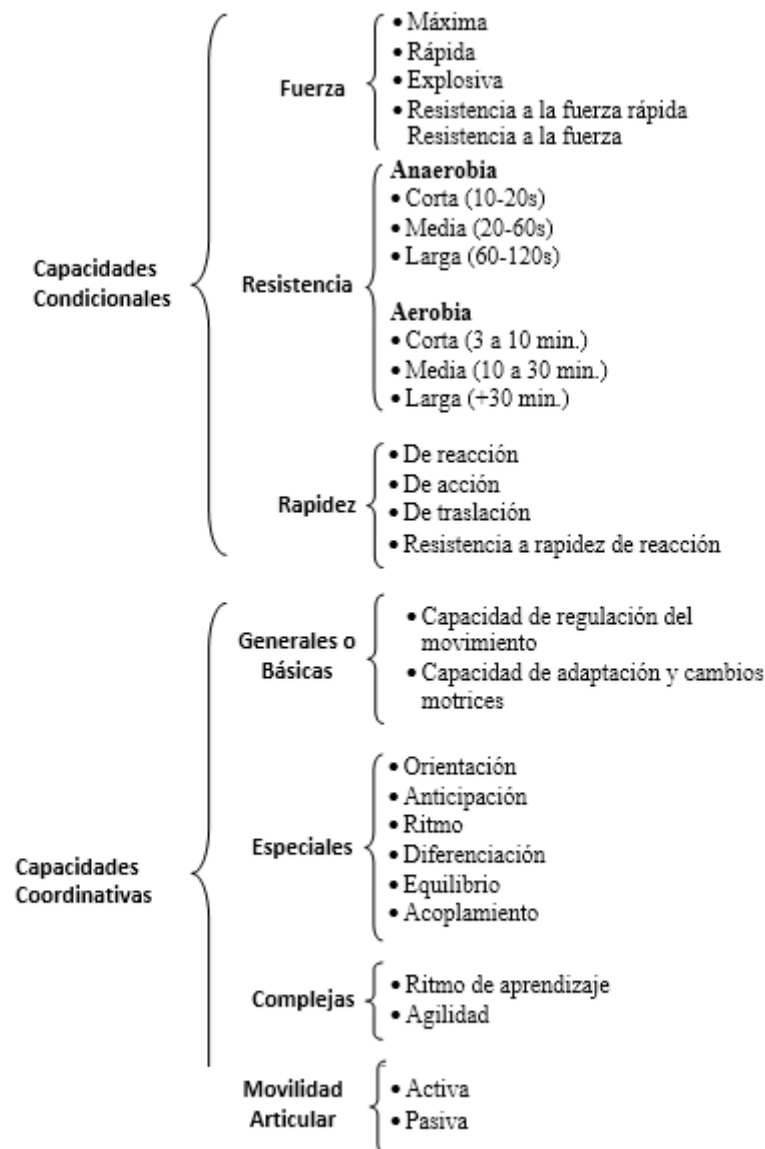 Capacidades
Condicionales
Fuerza
• Máxima
• Rápida
• Explosiva
• Resistencia a la fuerza rápida
Resistencia a la fuerza
Resistencia
Anaerobia
• Corta (10-20s)
• Media (20-60s)
• Larga (60-120s)
Aerobia
• Corta (3 a 10 min.)
• Media (10 a 30 min.)
• Larga (+30 min.)
Rapidez
• De reacción
• De acción
• De traslación
• Resistencia a rapidez de reacción
Capacidades
Coordinativas
Generales o
Básicas
• Capacidad de regulación del
movimiento
• Capacidad de adaptación y cambios
motrices
Especiales
• Orientación
• Anticipación
• Ritmo
• Diferenciación
• Equilibrio
• Acoplamiento
Complejas
• Ritmo de aprendizaje
• Agilidad
Movilidad
Articular
• Activa
• Pasiva